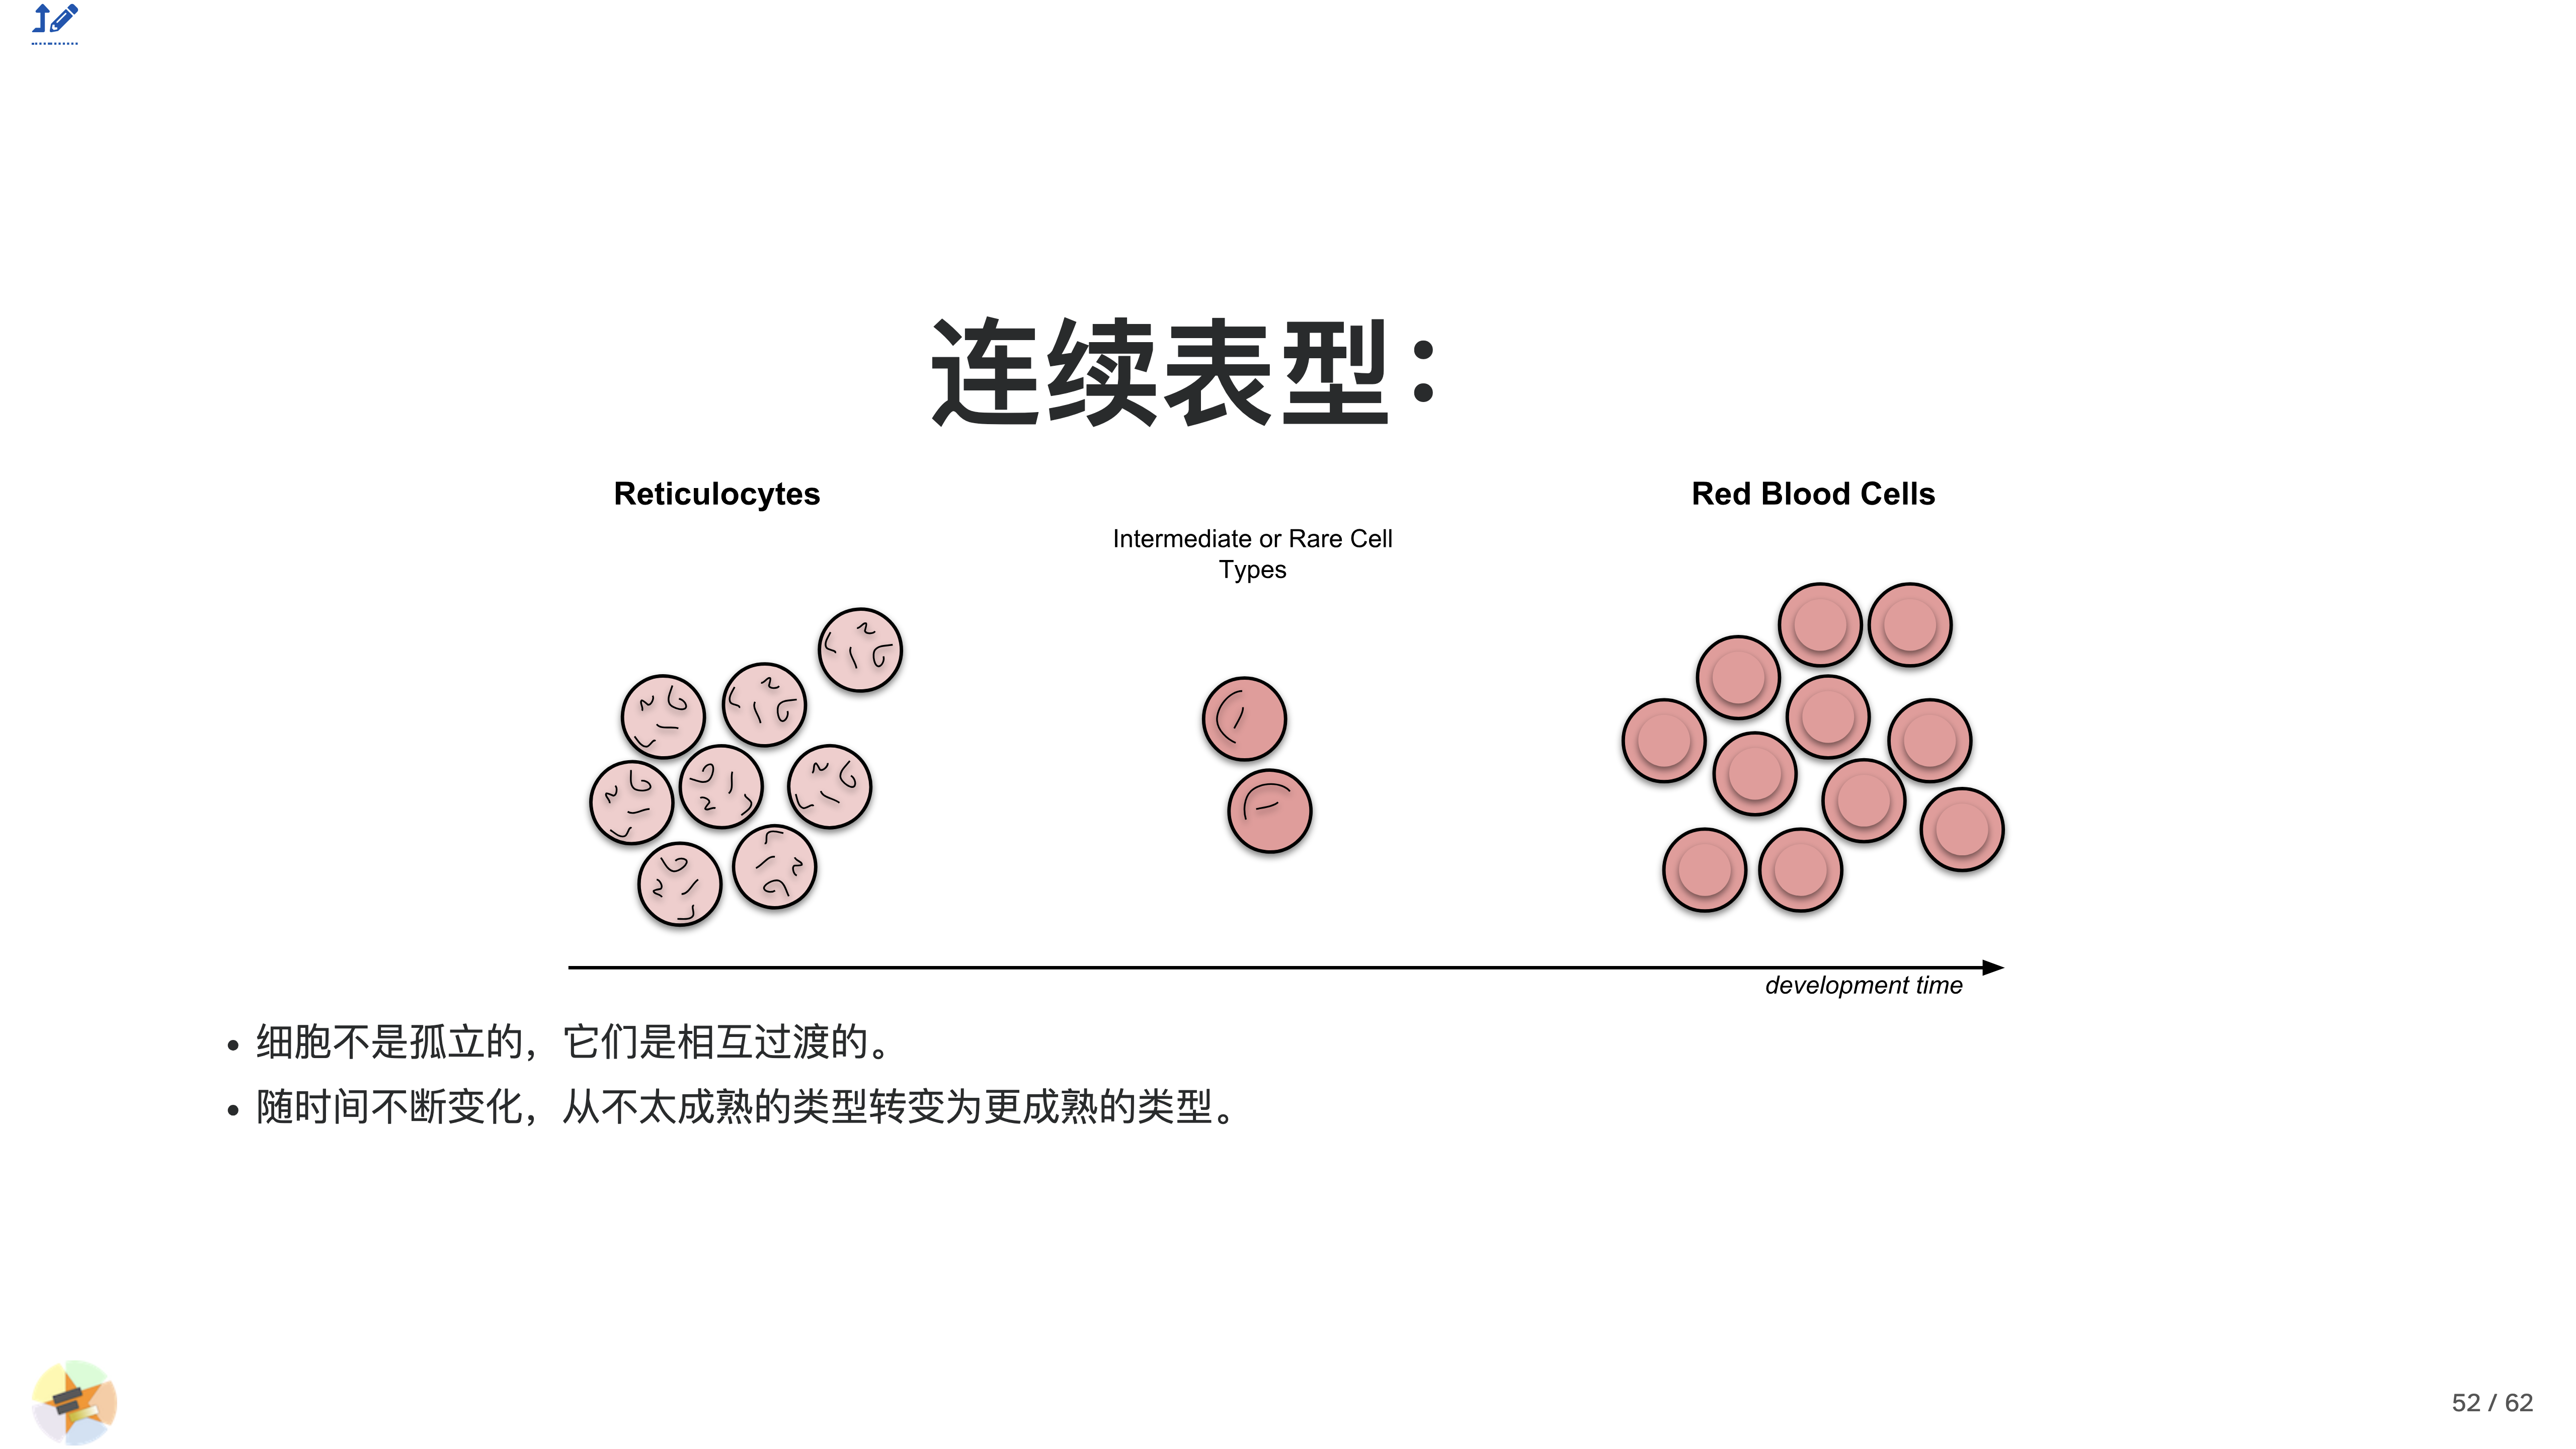 连续表型：
Reticulocytes
Red Blood Cells
Intermediate or Rare Cell
Types
development time
细胞不是孤立的，它们是相互过渡的。
随时间不断变化，从不太成熟的类型转变为更成熟的类型。
52 / 62